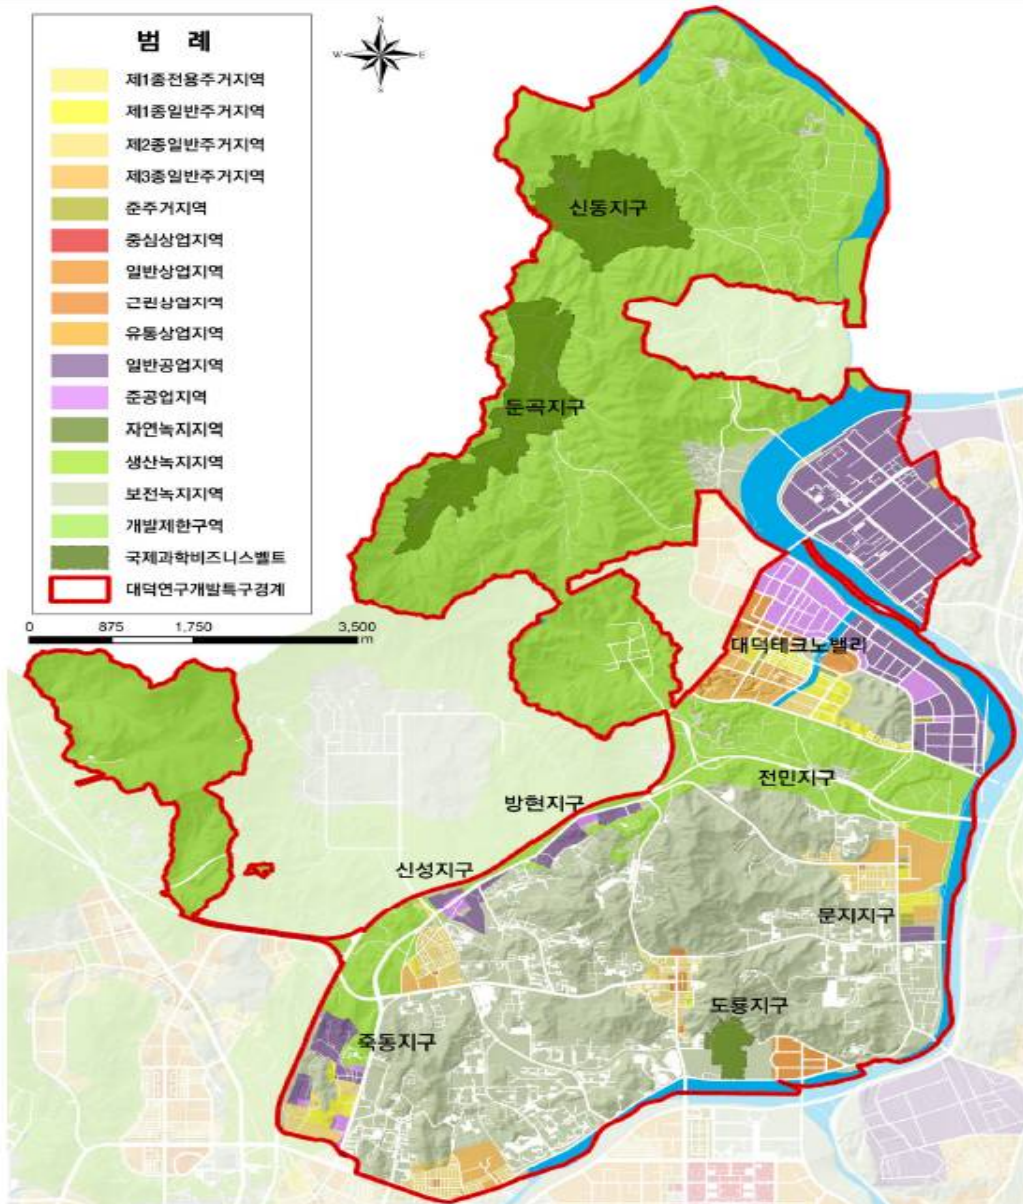 범 례
제1종전용주거지역
제1종일반주거지역
제2종일반주거지역
제3종일반주거지역
준주거지역
중심상업지역
일반상업지역
근린상업지역
유통상업지역
일반공업지역
준공업지역
자연녹지지역
생산녹지지역
보전녹지지역
개발제한구역
국제과학비즈니스벨트
대덕연구개발특구경계
0 875 1,750 3,500
m
N
W E
S
신동지구
둔곡지구
대덕테크노밸리
전민지구
방현지구
신성지구
문지지구
도룡지구
죽동지구